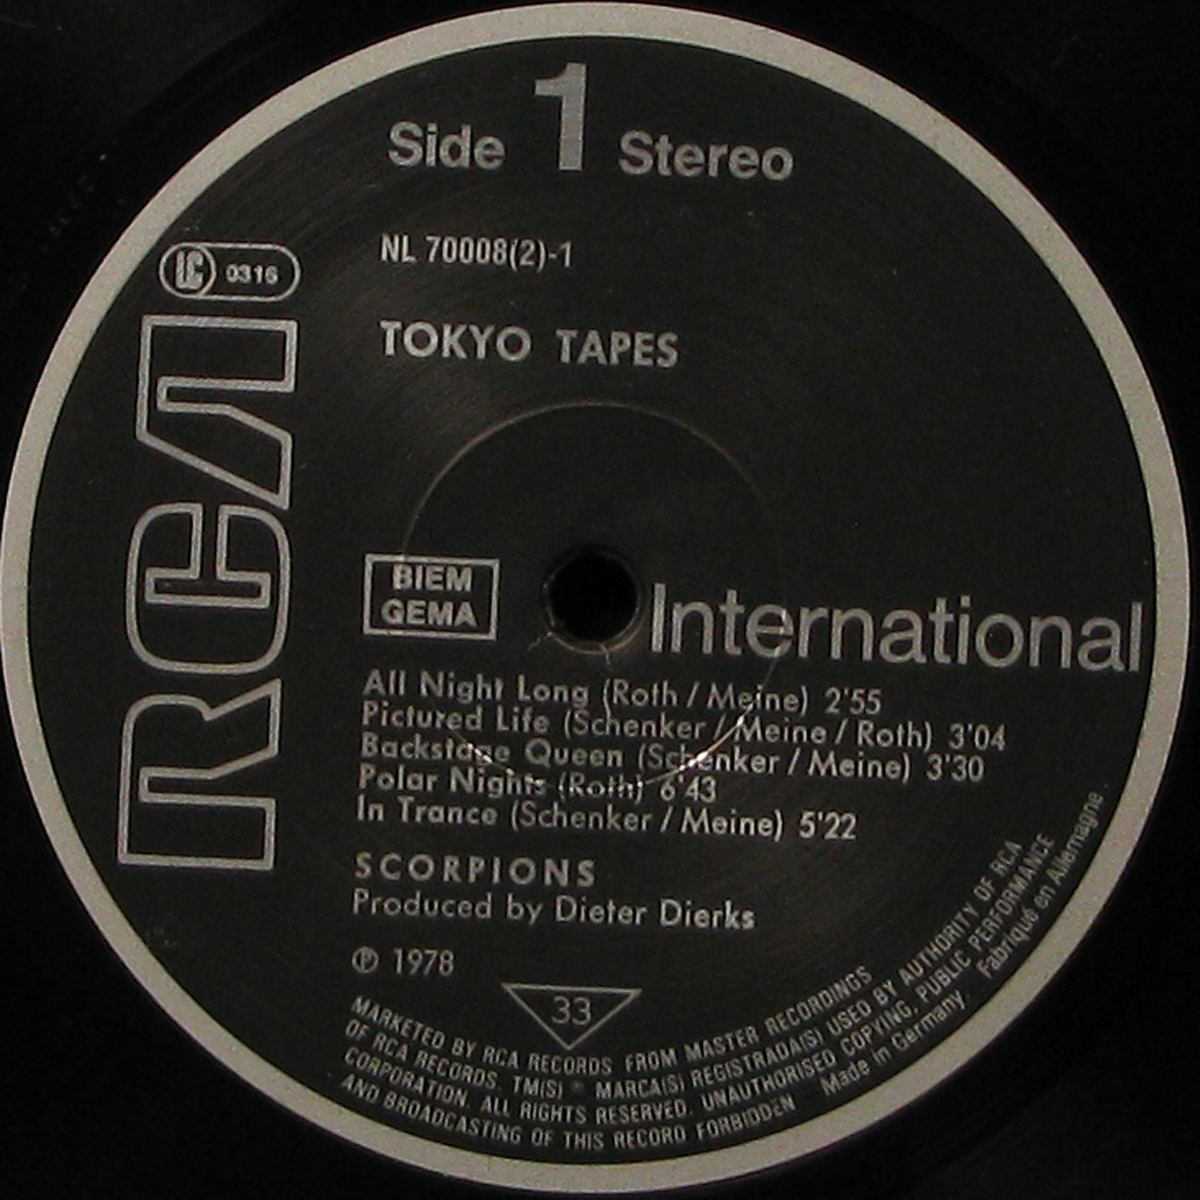 Side 1 Stereo
NL 70008(2)-1
LC 0316
TOKYO TAPES
RCA
BIEM
GEMA
International
All Night Long (Roth / Meine) 2'55
Pictured Life (Schenker / Meine / Roth) 3'04
Backstage Queen (Schenker / Meine) 3'30
Polar Nights (Roth) 6'43
In Trance (Schenker / Meine) 5'22
SCORPIONS
Produced by Dieter Dierks
℗ 1978
33
MARKETED BY RCA RECORDS FROM MASTER RECORDINGS
OF RCA RECORDS. TM(S) ® MARCA(S) REGISTRADA(S) USED BY AUTHORITY OF RCA
CORPORATION. ALL RIGHTS RESERVED. UNAUTHORISED COPYING, PUBLIC PERFORMANCE
AND BROADCASTING OF THIS RECORD FORBIDDEN Made in Germany. Fabriqué en Allemagne.